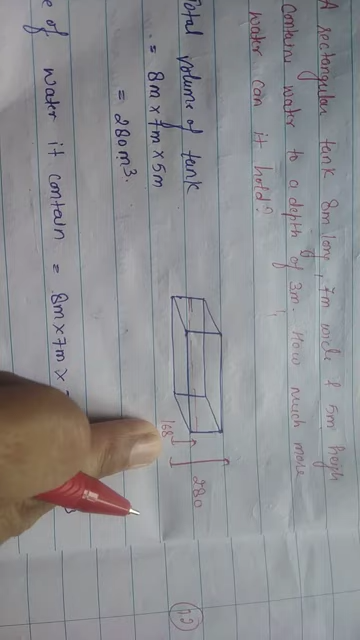 A rectangular tank 8m long, 7m wide & 5m heigh
contains water to a depth of 3m. How much more
water can it hold?
Total volume of tank
= 8m x 7m x 5m
= 280m³.
168
280
e of water it contain = 8m x 7m x